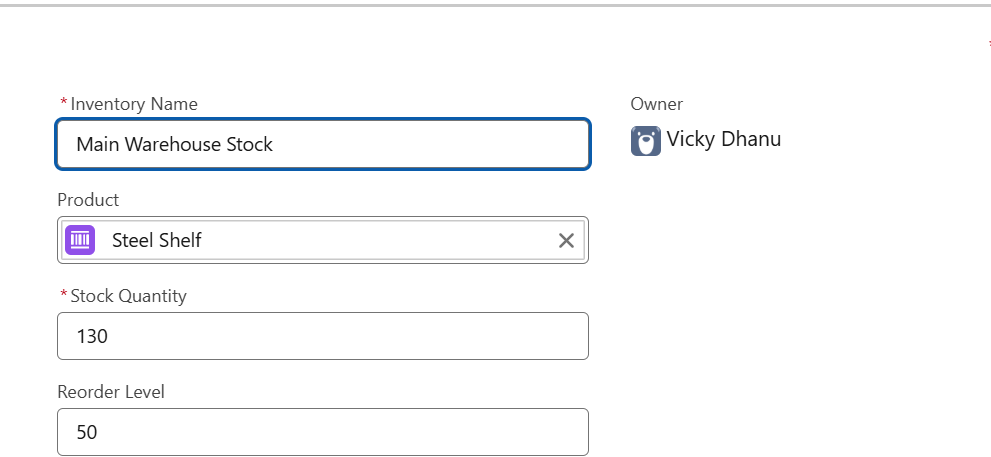 *
* Inventory Name
Main Warehouse Stock
Owner
Vicky Dhanu
Product
Steel Shelf
* Stock Quantity
130
Reorder Level
50